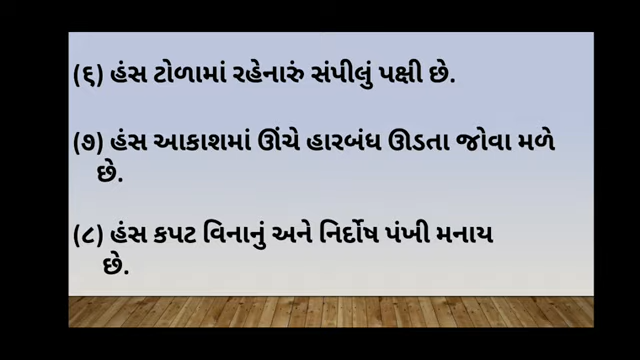 (૬) હંસ ટોળામાં રહેનારું સંપીલું પક્ષી છે.
(૭) હંસ આકાશમાં ઊંચે હારબંધ ઊડતા જોવા મળે
છે.
(૮) હંસ કપટ વિનાનું અને નિર્દોષ પંખી મનાય
છે.